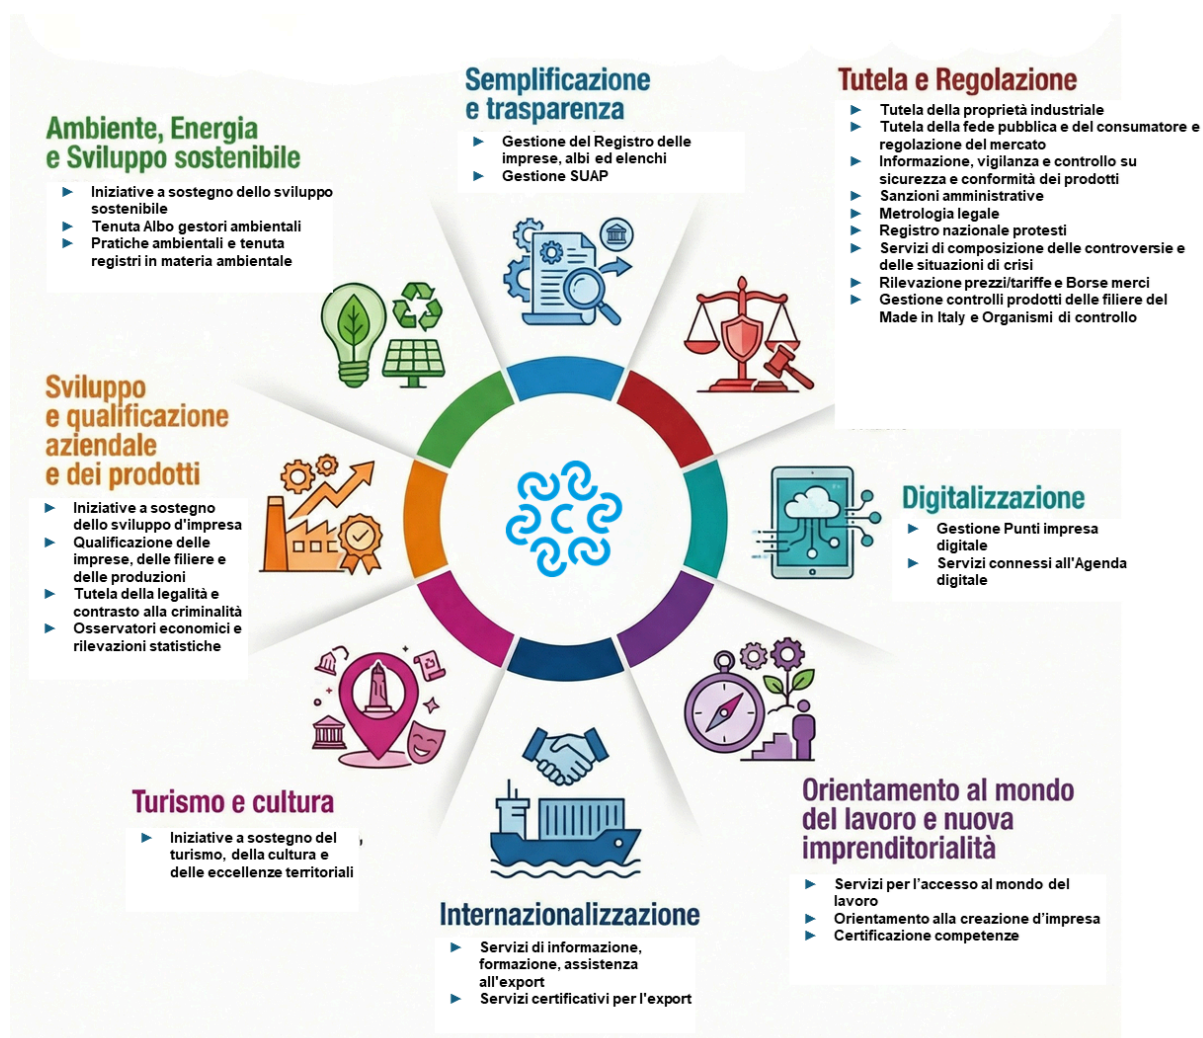 Semplificazione
e trasparenza
► Gestione del Registro delle
imprese, albi ed elenchi
► Gestione SUAP
Tutela e Regolazione
► Tutela della proprietà industriale
► Tutela della fede pubblica e del consumatore e
regolazione del mercato
► Informazione, vigilanza e controllo su
sicurezza e conformità dei prodotti
► Sanzioni amministrative
► Metrologia legale
► Registro nazionale protesti
► Servizi di composizione delle controversie e
delle situazioni di crisi
► Rilevazione prezzi/tariffe e Borse merci
► Gestione controlli prodotti delle filiere del
Made in Italy e Organismi di controllo
Digitalizzazione
► Gestione Punti impresa
digitale
► Servizi connessi all'Agenda
digitale
Orientamento al mondo
del lavoro e nuova
imprenditorialità
► Servizi per l’accesso al mondo del
lavoro
► Orientamento alla creazione d’impresa
► Certificazione competenze
Internazionalizzazione
► Servizi di informazione,
formazione, assistenza
all'export
► Servizi certificativi per l'export
Turismo e cultura
► Iniziative a sostegno del
turismo, della cultura e
delle eccellenze territoriali
Sviluppo
e qualificazione
aziendale
e dei prodotti
► Iniziative a sostegno
dello sviluppo d'impresa
► Qualificazione delle
imprese, delle filiere e
delle produzioni
► Tutela della legalità e
contrasto alla criminalità
► Osservatori economici e
rilevazioni statistiche
Ambiente, Energia
e Sviluppo sostenibile
► Iniziative a sostegno dello sviluppo
sostenibile
► Tenuta Albo gestori ambientali
► Pratiche ambientali e tenuta
registri in materia ambientale
C